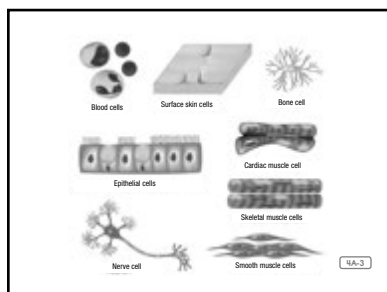 Blood cells
Surface skin cells
Bone cell
Epithelial cells
Cardiac muscle cell
Skeletal muscle cells
Nerve cell
Smooth muscle cells
4A-3